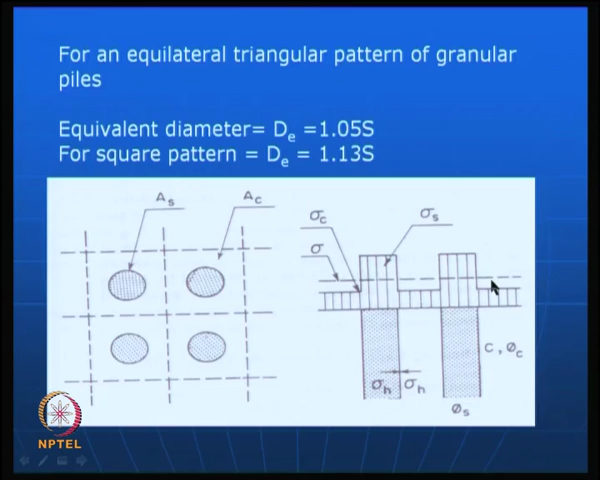 For an equilateral triangular pattern of granular
piles
Equivalent diameter= De =1.05S
For square pattern = De = 1.13S
As
Ac
σc
σs
σ
c , øc
σh
σh
øs
NPTEL